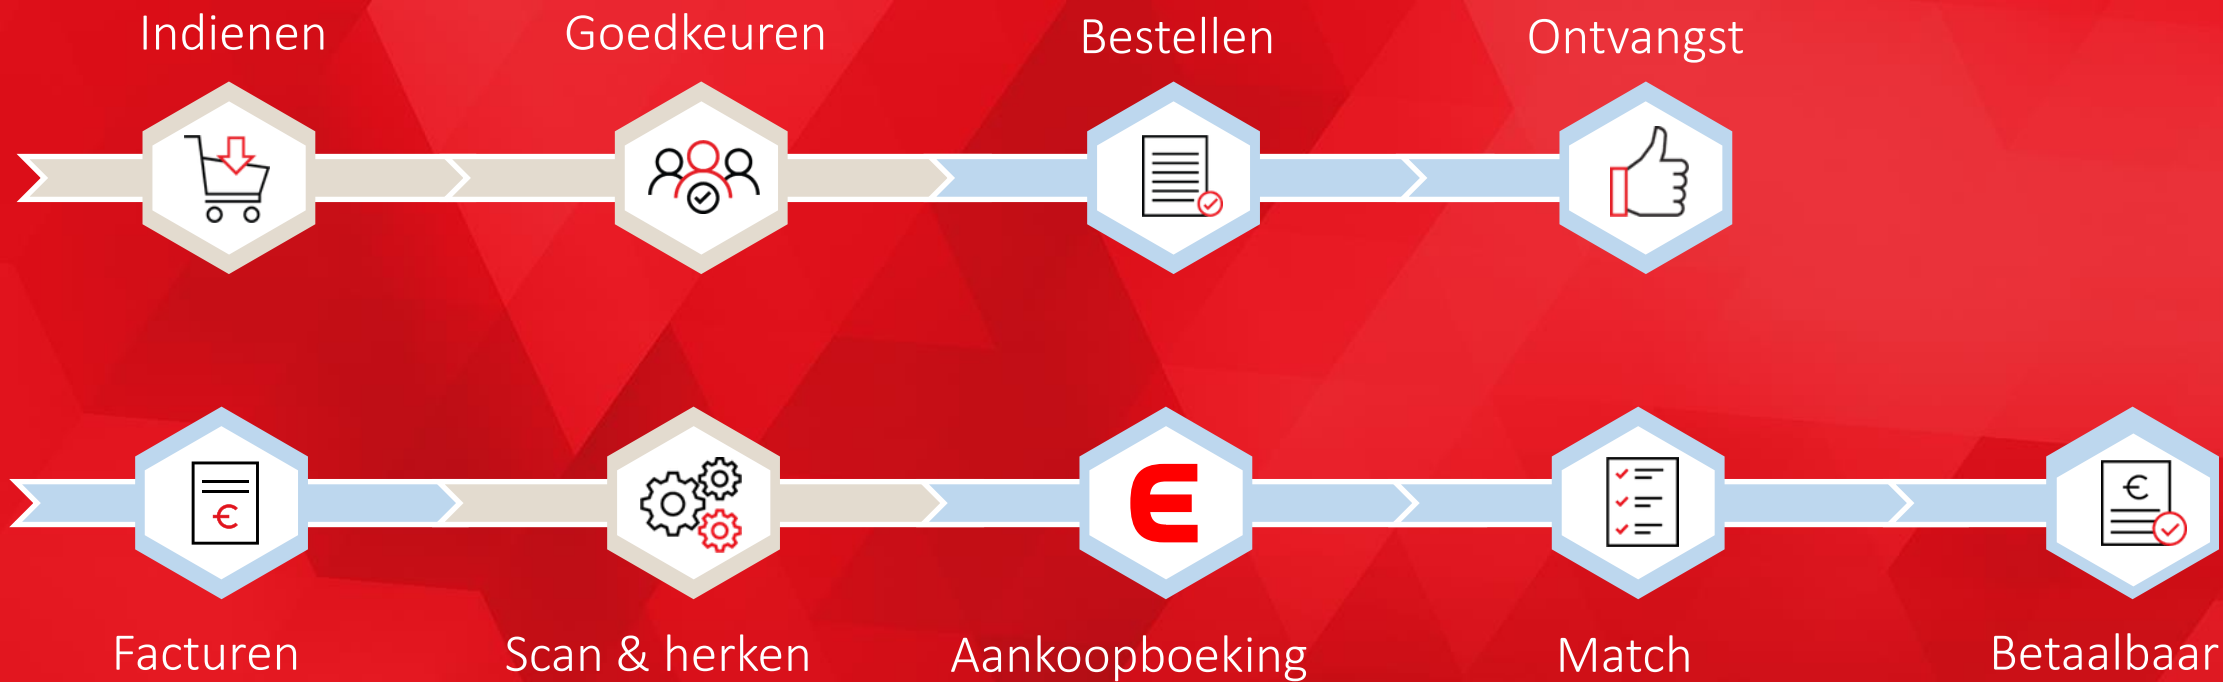 Indienen
Goedkeuren
Bestellen
Ontvangst
€
E
€
Facturen
Scan & herken
Aankoopboeking
Match
Betaalbaar